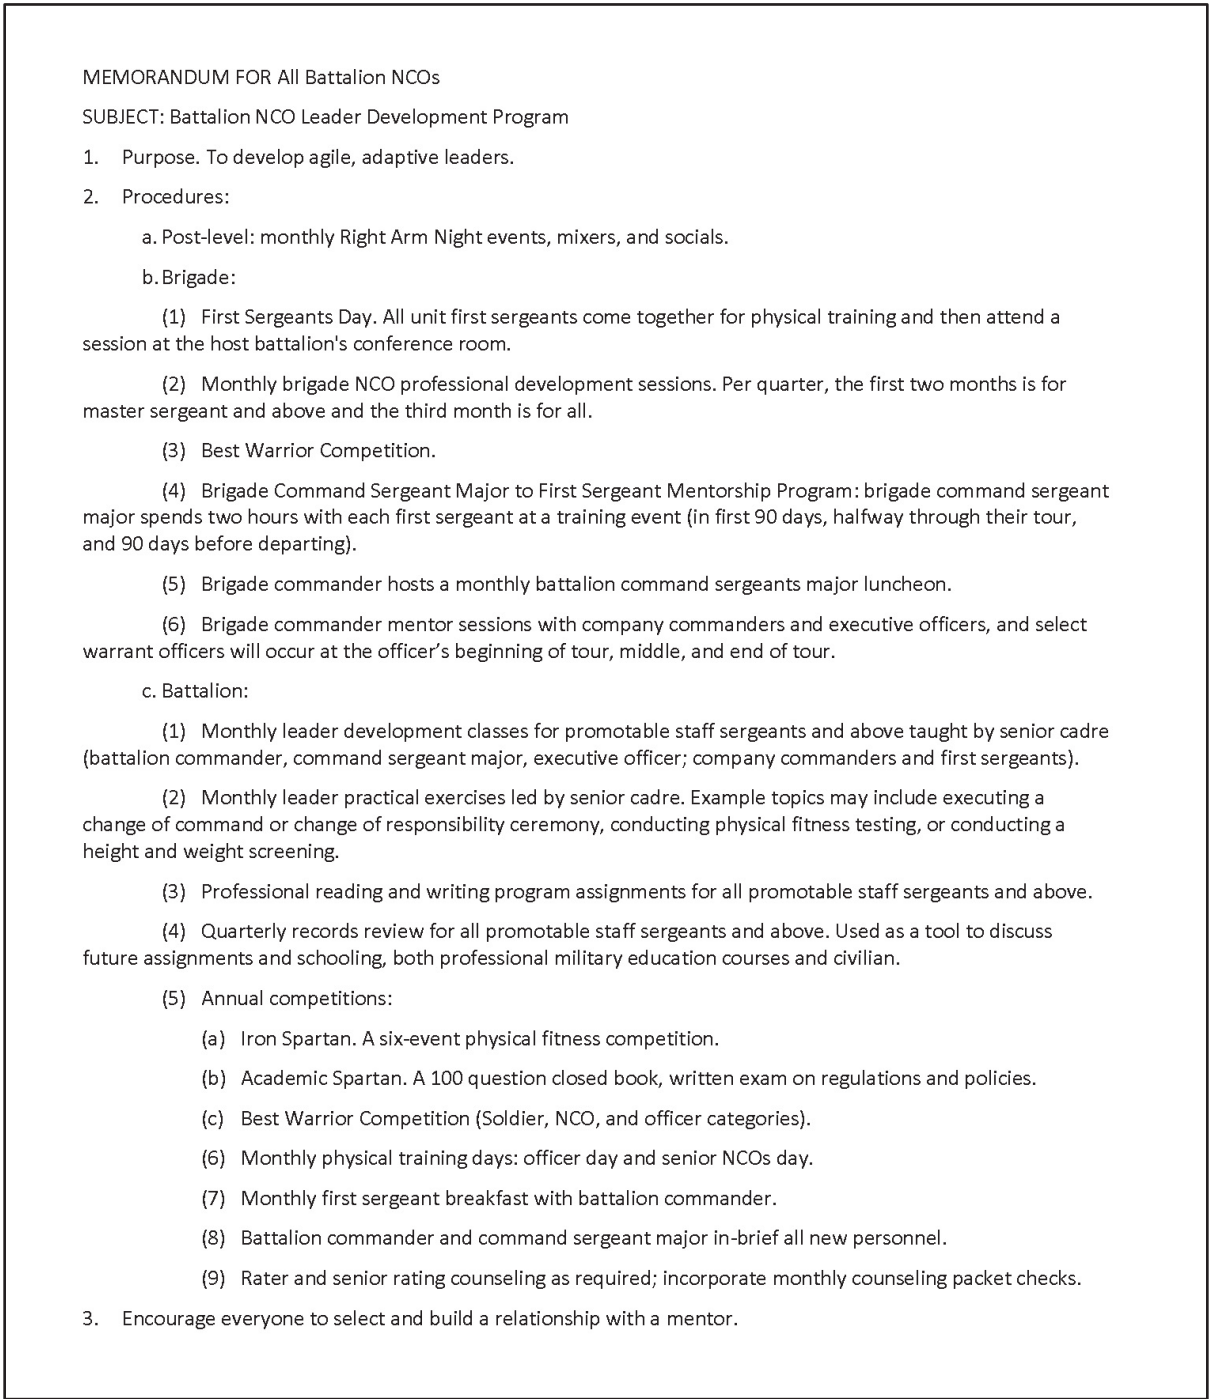 MEMORANDUM FOR All Battalion NCOs
SUBJECT: Battalion NCO Leader Development Program
1. Purpose. To develop agile, adaptive leaders.
2. Procedures:
a. Post-level: monthly Right Arm Night events, mixers, and socials.
b. Brigade:
(1) First Sergeants Day. All unit first sergeants come together for physical training and then attend a
session at the host battalion's conference room.
(2) Monthly brigade NCO professional development sessions. Per quarter, the first two months is for
master sergeant and above and the third month is for all.
(3) Best Warrior Competition.
(4) Brigade Command Sergeant Major to First Sergeant Mentorship Program: brigade command sergeant
major spends two hours with each first sergeant at a training event (in first 90 days, halfway through their tour,
and 90 days before departing).
(5) Brigade commander hosts a monthly battalion command sergeants major luncheon.
(6) Brigade commander mentor sessions with company commanders and executive officers, and select
warrant officers will occur at the officer’s beginning of tour, middle, and end of tour.
c. Battalion:
(1) Monthly leader development classes for promotable staff sergeants and above taught by senior cadre
(battalion commander, command sergeant major, executive officer; company commanders and first sergeants).
(2) Monthly leader practical exercises led by senior cadre. Example topics may include executing a
change of command or change of responsibility ceremony, conducting physical fitness testing, or conducting a
height and weight screening.
(3) Professional reading and writing program assignments for all promotable staff sergeants and above.
(4) Quarterly records review for all promotable staff sergeants and above. Used as a tool to discuss
future assignments and schooling, both professional military education courses and civilian.
(5) Annual competitions:
(a) Iron Spartan. A six-event physical fitness competition.
(b) Academic Spartan. A 100 question closed book, written exam on regulations and policies.
(c) Best Warrior Competition (Soldier, NCO, and officer categories).
(6) Monthly physical training days: officer day and senior NCOs day.
(7) Monthly first sergeant breakfast with battalion commander.
(8) Battalion commander and command sergeant major in-brief all new personnel.
(9) Rater and senior rating counseling as required; incorporate monthly counseling packet checks.
3. Encourage everyone to select and build a relationship with a mentor.